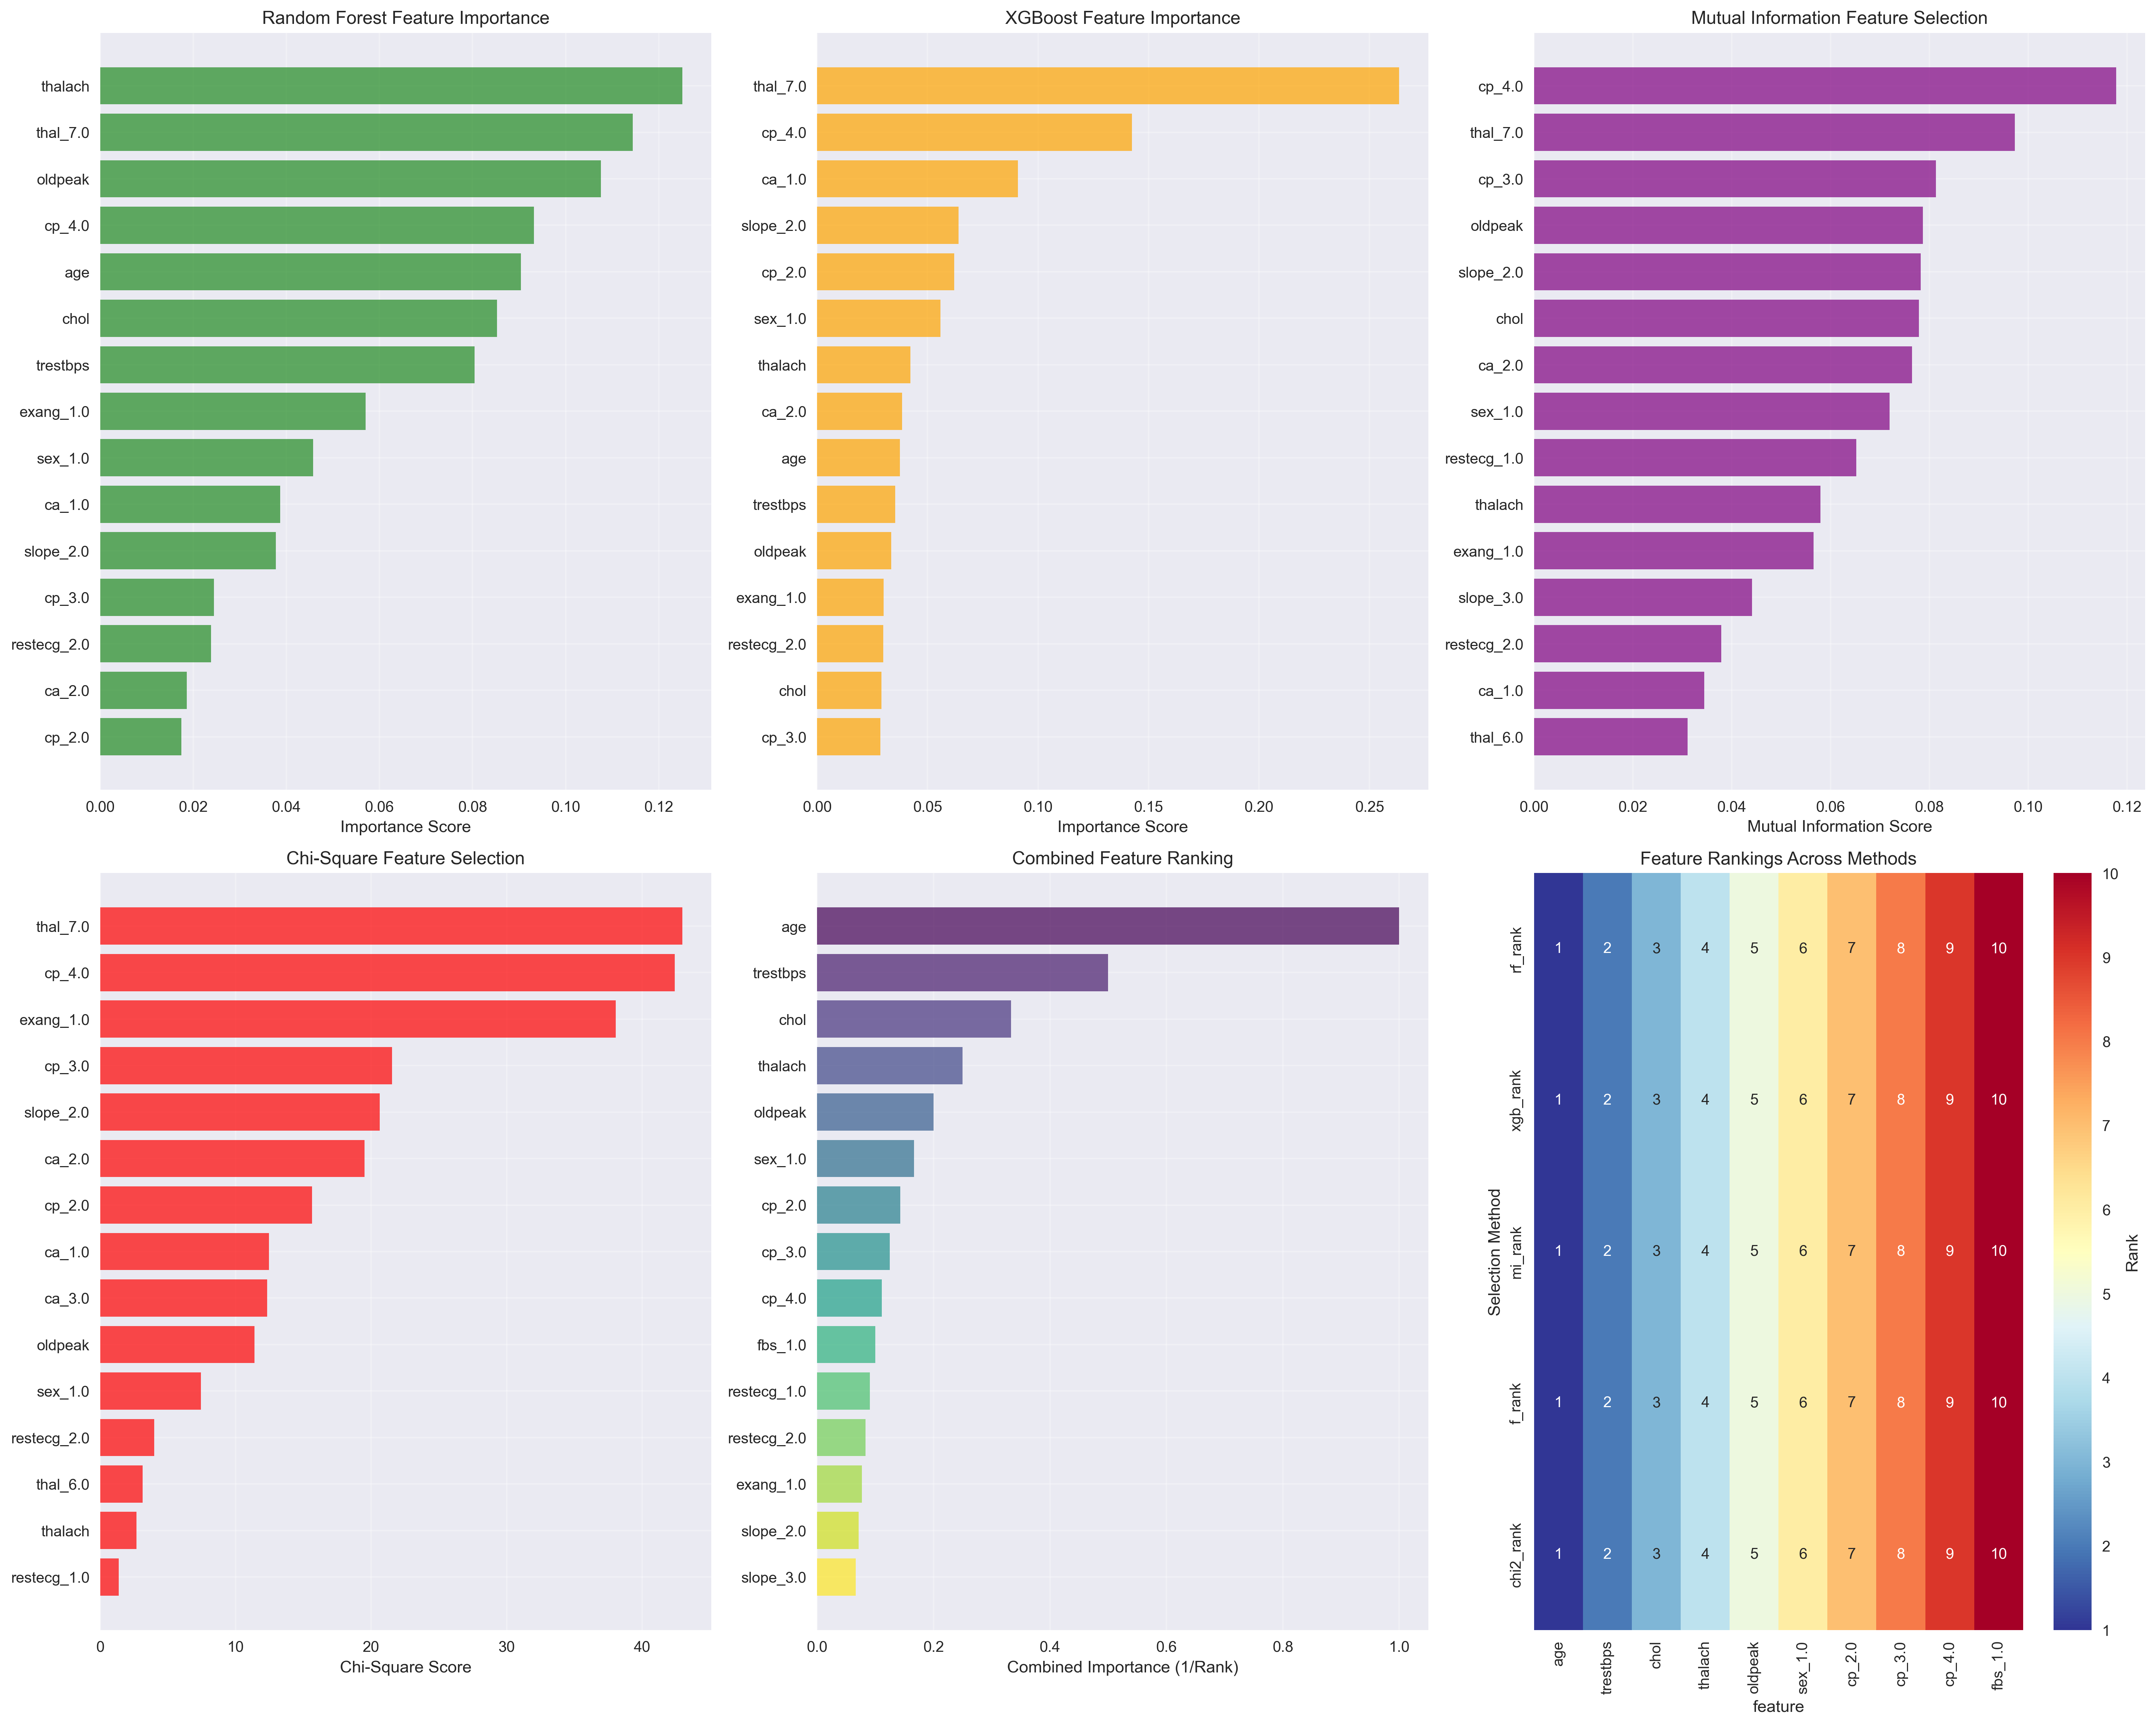 Random Forest Feature Importance
thalach
thal_7.0
oldpeak
cp_4.0
age
chol
trestbps
exang_1.0
sex_1.0
ca_1.0
slope_2.0
cp_3.0
restecg_2.0
ca_2.0
cp_2.0
0.00 0.02 0.04 0.06 0.08 0.10 0.12
Importance Score
XGBoost Feature Importance
thal_7.0
cp_4.0
ca_1.0
slope_2.0
cp_2.0
sex_1.0
thalach
ca_2.0
age
trestbps
oldpeak
exang_1.0
restecg_2.0
chol
cp_3.0
0.00 0.05 0.10 0.15 0.20 0.25
Importance Score
Mutual Information Feature Selection
cp_4.0
thal_7.0
cp_3.0
oldpeak
slope_2.0
chol
ca_2.0
sex_1.0
restecg_1.0
thalach
exang_1.0
slope_3.0
restecg_2.0
ca_1.0
thal_6.0
0.00 0.02 0.04 0.06 0.08 0.10 0.12
Mutual Information Score
Chi-Square Feature Selection
thal_7.0
cp_4.0
exang_1.0
cp_3.0
slope_2.0
ca_2.0
cp_2.0
ca_1.0
ca_3.0
oldpeak
sex_1.0
restecg_2.0
thal_6.0
thalach
restecg_1.0
0 10 20 30 40
Chi-Square Score
Combined Feature Ranking
age
trestbps
chol
thalach
oldpeak
sex_1.0
cp_2.0
cp_3.0
cp_4.0
fbs_1.0
restecg_1.0
restecg_2.0
exang_1.0
slope_2.0
slope_3.0
0.0 0.2 0.4 0.6 0.8 1.0
Combined Importance (1/Rank)
Feature Rankings Across Methods
Selection Method
rf_rank 1 2 3 4 5 6 7 8 9 10
xgb_rank 1 2 3 4 5 6 7 8 9 10
mi_rank 1 2 3 4 5 6 7 8 9 10
f_rank 1 2 3 4 5 6 7 8 9 10
chi2_rank 1 2 3 4 5 6 7 8 9 10
age trestbps chol thalach oldpeak sex_1.0 cp_2.0 cp_3.0 cp_4.0 fbs_1.0
feature
10
9
8
7
6
5
4
3
2
1
Rank